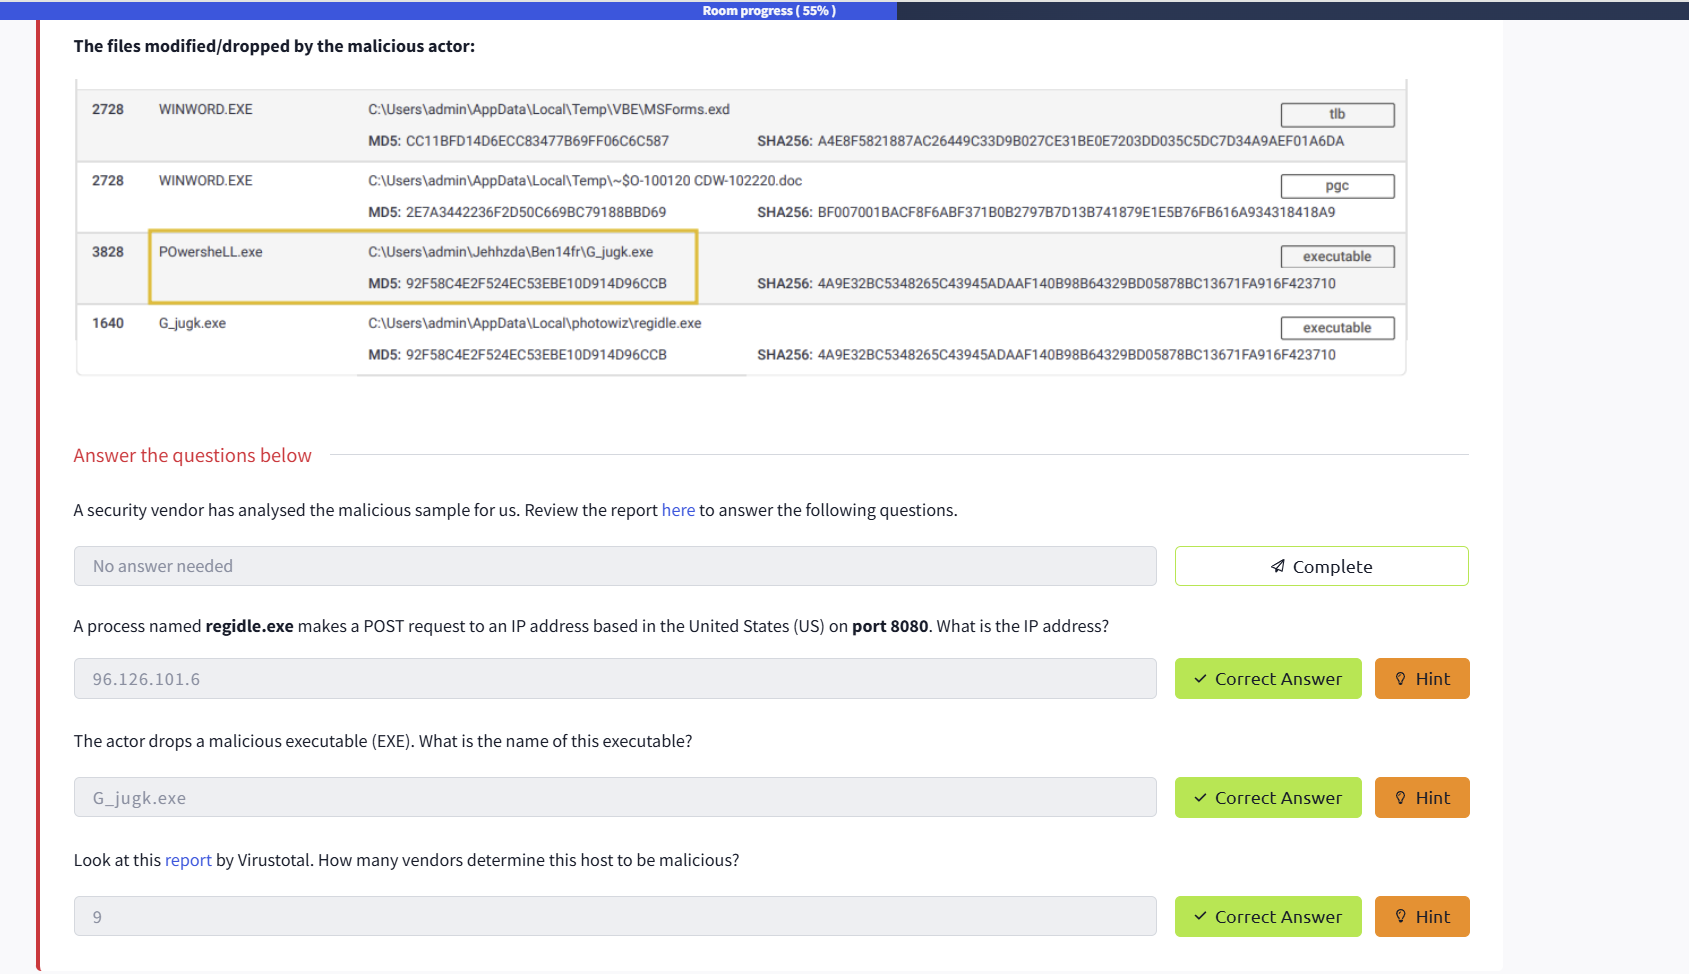 Room progress ( 55% )
The files modified/dropped by the malicious actor:
2728 WINWORD.EXE C:\Users\admin\AppData\Local\Temp\VBE\MSForms.exd tlb
MD5: CC11BFD14D6ECC83477B69FF06C6C587 SHA256: A4E8F5821887AC26449C33D9B027CE31BE0E7203DD035C5DC7D34A9AEF01A6DA
2728 WINWORD.EXE C:\Users\admin\AppData\Local\Temp\~$O-100120 CDW-102220.doc pgc
MD5: 2E7A3442236F2D50C669BC79188BBD69 SHA256: BF007001BACF8F6ABF371B0B2797B7D13B741879E1E5B76FB616A934318418A9
3828 POwersheLL.exe C:\Users\admin\Jehhzda\Ben14fr\G_jugk.exe executable
MD5: 92F58C4E2F524EC53EBE10D914D96CCB SHA256: 4A9E32BC5348265C43945ADAAF140B98B64329BD05878BC13671FA916F423710
1640 G_jugk.exe C:\Users\admin\AppData\Local\photowiz\regidle.exe executable
MD5: 92F58C4E2F524EC53EBE10D914D96CCB SHA256: 4A9E32BC5348265C43945ADAAF140B98B64329BD05878BC13671FA916F423710
Answer the questions below
A security vendor has analysed the malicious sample for us. Review the report here to answer the following questions.
No answer needed Complete
A process named regidle.exe makes a POST request to an IP address based in the United States (US) on port 8080. What is the IP address?
96.126.101.6 Correct Answer Hint
The actor drops a malicious executable (EXE). What is the name of this executable?
G_jugk.exe Correct Answer Hint
Look at this report by Virustotal. How many vendors determine this host to be malicious?
9 Correct Answer Hint